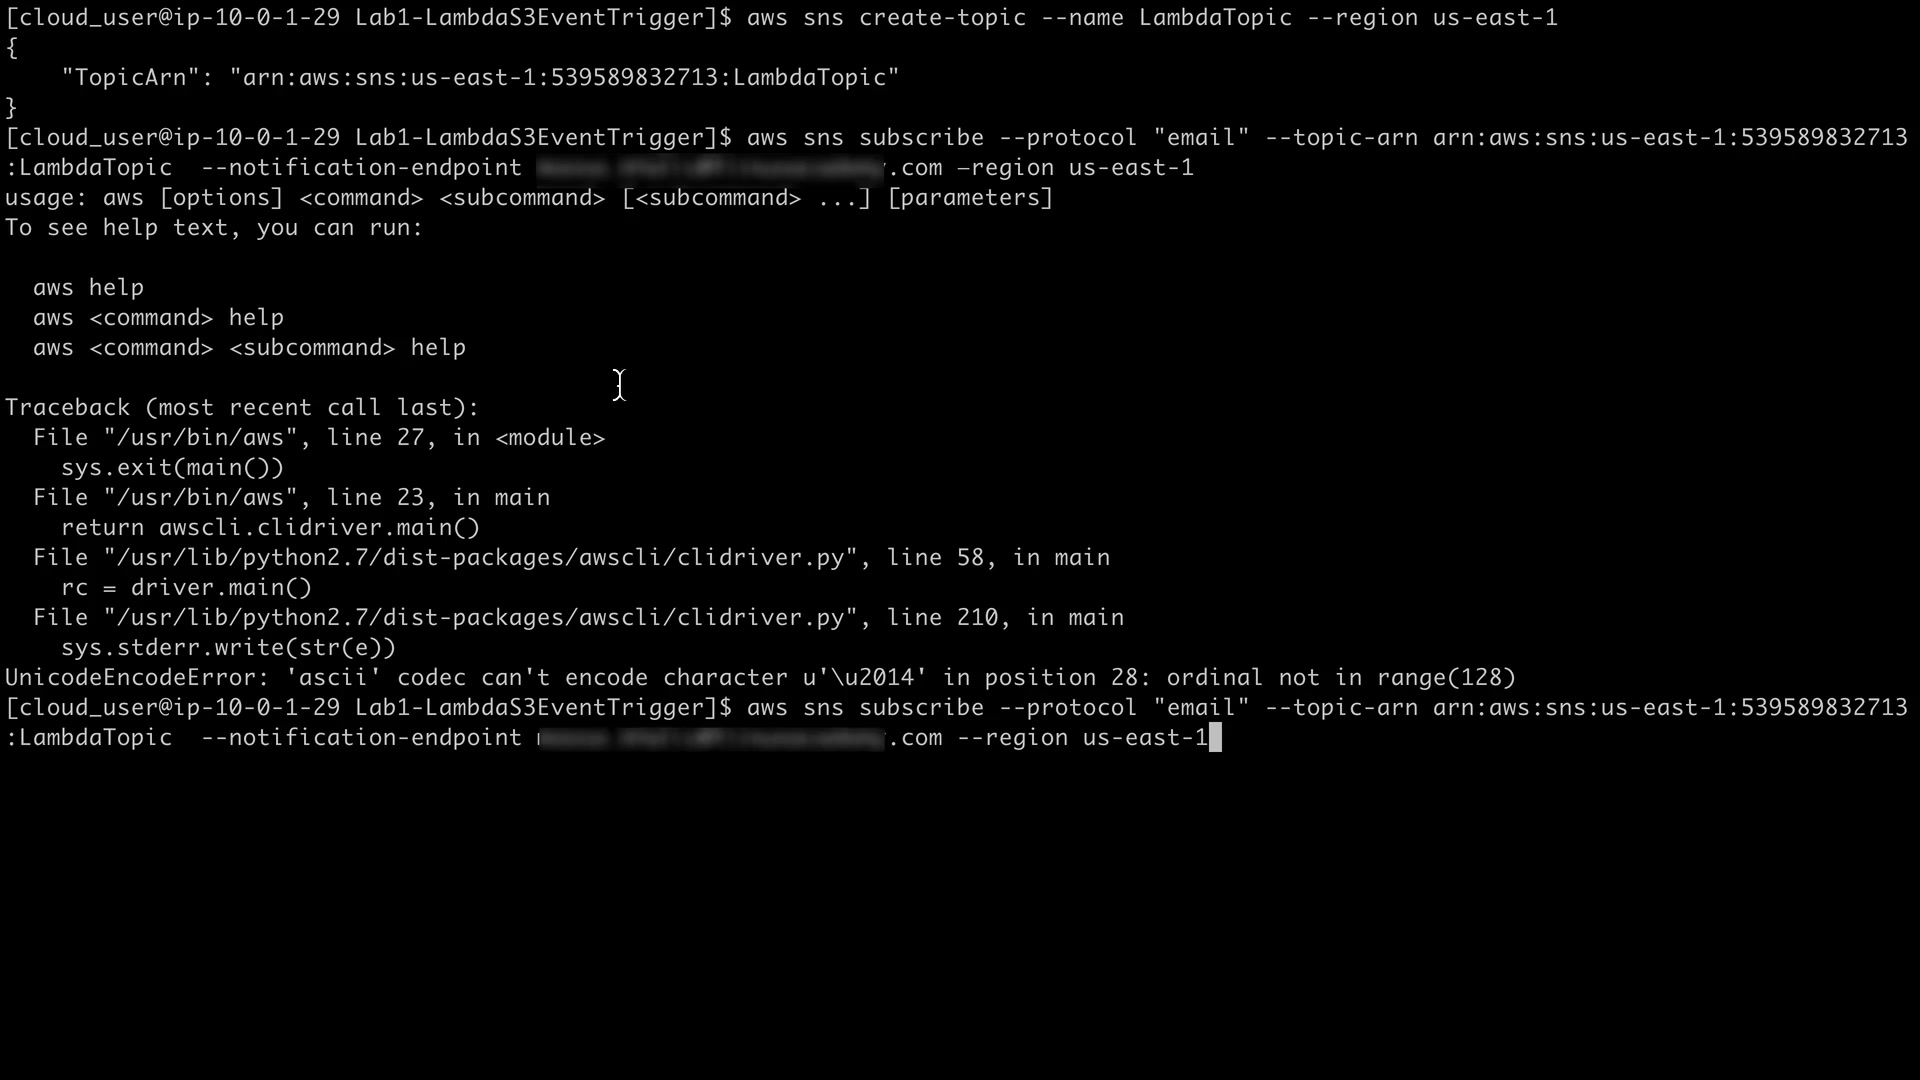 [cloud_user@ip-10-0-1-29 Lab1-LambdaS3EventTrigger]$ aws sns create-topic --name LambdaTopic --region us-east-1
{
    "TopicArn": "arn:aws:sns:us-east-1:539589832713:LambdaTopic"
}
[cloud_user@ip-10-0-1-29 Lab1-LambdaS3EventTrigger]$ aws sns subscribe --protocol "email" --topic-arn arn:aws:sns:us-east-1:539589832713
:LambdaTopic  --notification-endpoint .com —region us-east-1
usage: aws [options] <command> <subcommand> [<subcommand> ...] [parameters]
To see help text, you can run:

  aws help
  aws <command> help
  aws <command> <subcommand> help

Traceback (most recent call last):
  File "/usr/bin/aws", line 27, in <module>
    sys.exit(main())
  File "/usr/bin/aws", line 23, in main
    return awscli.clidriver.main()
  File "/usr/lib/python2.7/dist-packages/awscli/clidriver.py", line 58, in main
    rc = driver.main()
  File "/usr/lib/python2.7/dist-packages/awscli/clidriver.py", line 210, in main
    sys.stderr.write(str(e))
UnicodeEncodeError: 'ascii' codec can't encode character u'\u2014' in position 28: ordinal not in range(128)
[cloud_user@ip-10-0-1-29 Lab1-LambdaS3EventTrigger]$ aws sns subscribe --protocol "email" --topic-arn arn:aws:sns:us-east-1:539589832713
:LambdaTopic  --notification-endpoint .com --region us-east-1